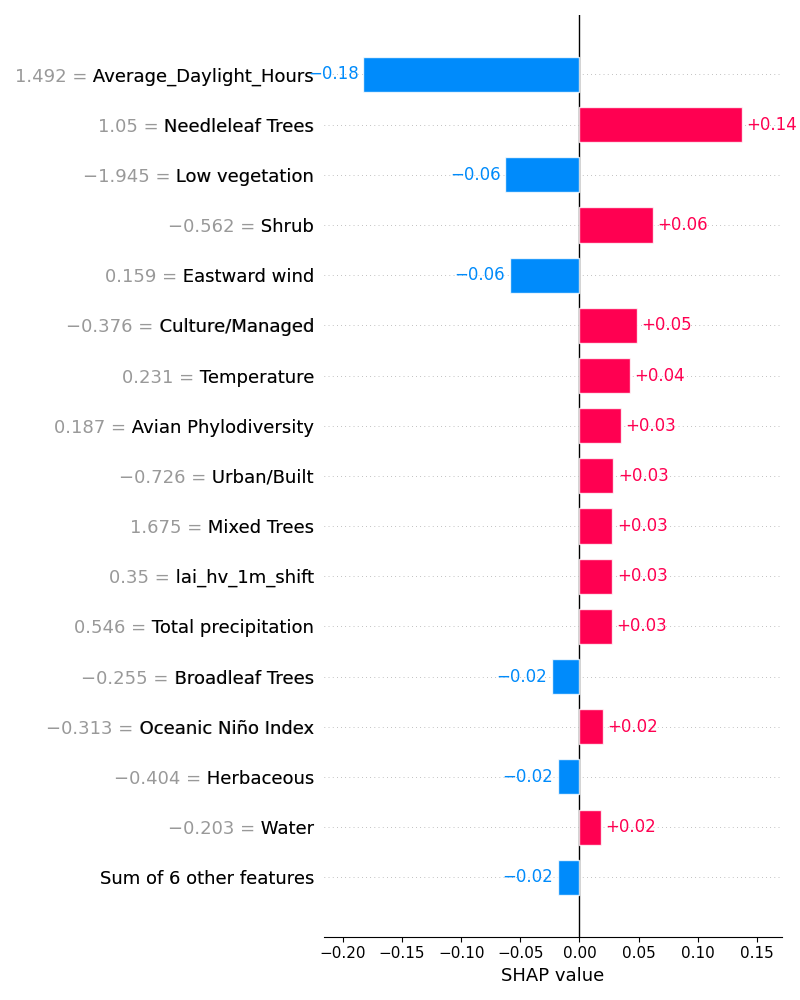 1.492 = Average_Daylight_Hours −0.18
1.05 = Needleleaf Trees +0.14
−1.945 = Low vegetation −0.06
−0.562 = Shrub +0.06
0.159 = Eastward wind −0.06
−0.376 = Culture/Managed +0.05
0.231 = Temperature +0.04
0.187 = Avian Phylodiversity +0.03
−0.726 = Urban/Built +0.03
1.675 = Mixed Trees +0.03
0.35 = lai_hv_1m_shift +0.03
0.546 = Total precipitation +0.03
−0.255 = Broadleaf Trees −0.02
−0.313 = Oceanic Niño Index +0.02
−0.404 = Herbaceous −0.02
−0.203 = Water +0.02
Sum of 6 other features −0.02
−0.20 −0.15 −0.10 −0.05 0.00 0.05 0.10 0.15
SHAP value